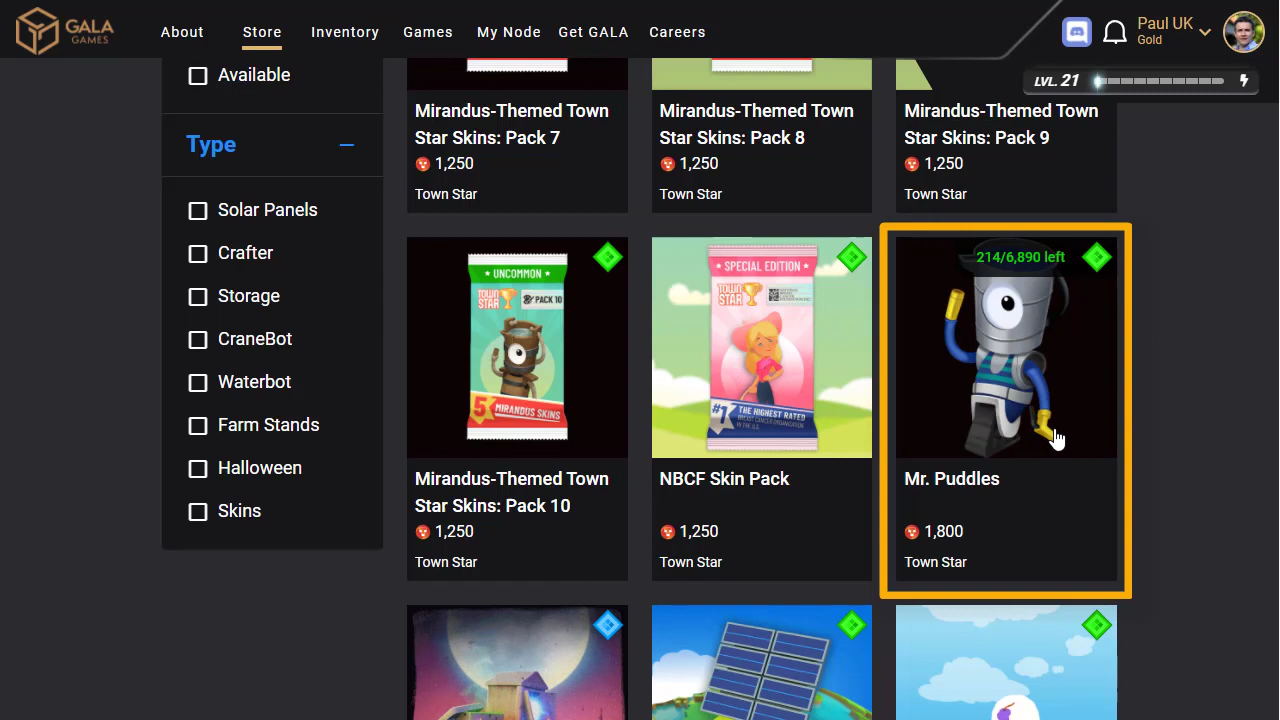 GALA
GAMES
About
Store
Inventory
Games
My Node
Get GALA
Careers
Paul UK
Gold
LVL. 21
Available
Type
Solar Panels
Crafter
Storage
CraneBot
Waterbot
Farm Stands
Halloween
Skins
Mirandus-Themed Town
Star Skins: Pack 7
1,250
Town Star
Mirandus-Themed Town
Star Skins: Pack 8
1,250
Town Star
Mirandus-Themed Town
Star Skins: Pack 9
1,250
Town Star
★ UNCOMMON ★
TOWN
STAR
PACK 10
5
MIRANDUS SKINS
Mirandus-Themed Town
Star Skins: Pack 10
1,250
Town Star
★ SPECIAL EDITION ★
TOWN
STAR
#1
THE HIGHEST RATED
BREAST CANCER ORGANISATION
IN THE U.S.
NBCF Skin Pack
1,250
Town Star
214/6,890 left
Mr. Puddles
1,800
Town Star